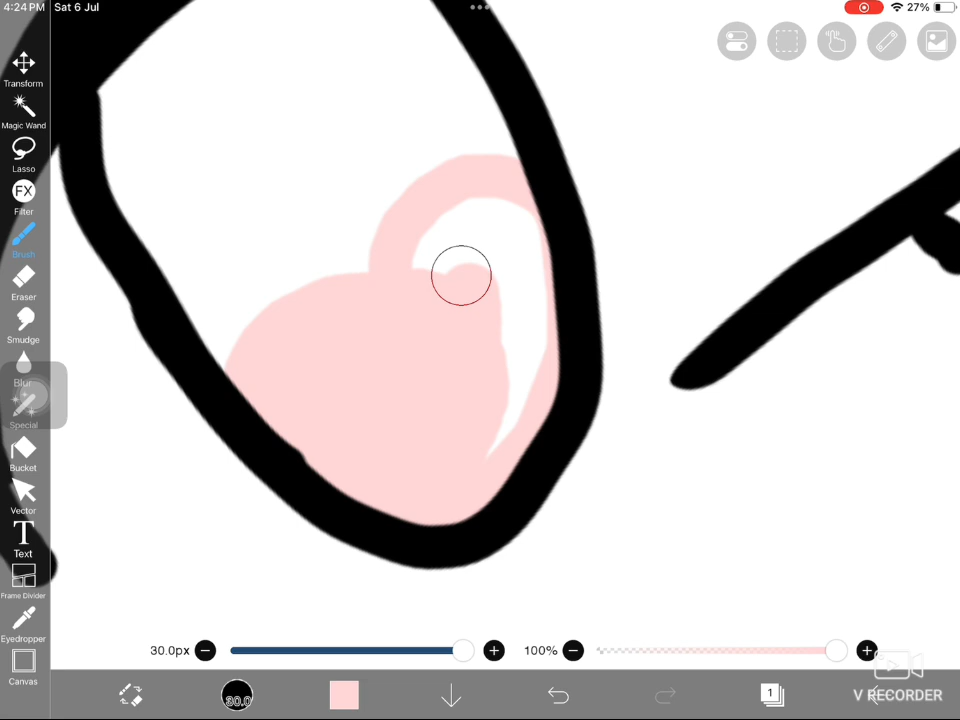 4:24 PM Sat 6 Jul
27%
Transform
Magic Wand
Lasso
FX
Filter
Brush
Eraser
Smudge
Blur
Special
Bucket
Vector
T
Text
Frame Divider
Eyedropper
Canvas
30.0px
100%
30.0
1
V RECORDER